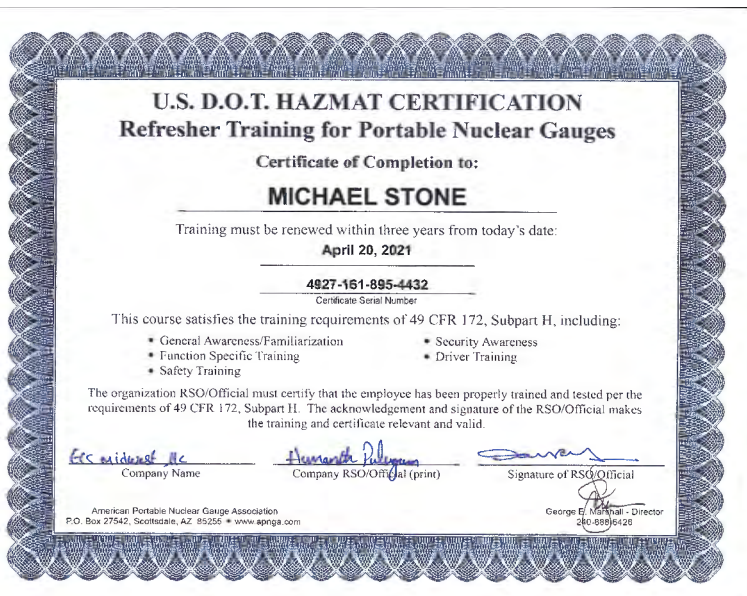 U.S. D.O.T. HAZMAT CERTIFICATION
Refresher Training for Portable Nuclear Gauges
Certificate of Completion to:
MICHAEL STONE
Training must be renewed within three years from today's date:
April 20, 2021
4927-161-895-4432
Certificate Serial Number
This course satisfies the training requirements of 49 CFR 172, Subpart H, including:
• General Awareness/Familiarization
• Function Specific Training
• Safety Training
• Security Awareness
• Driver Training
The organization RSO/Official must certify that the employee has been properly trained and tested per the
requirements of 49 CFR 172, Subpart H. The acknowledgement and signature of the RSO/Official makes
the training and certificate relevant and valid.
midwest
Company Name
Company RSO/Official (print)
Signature of RSO/Official
American Portable Nuclear Gauge Association
P.O. Box 27542, Scottsdale, AZ 85255 * www.apnga.com
George E. Marshall - Director